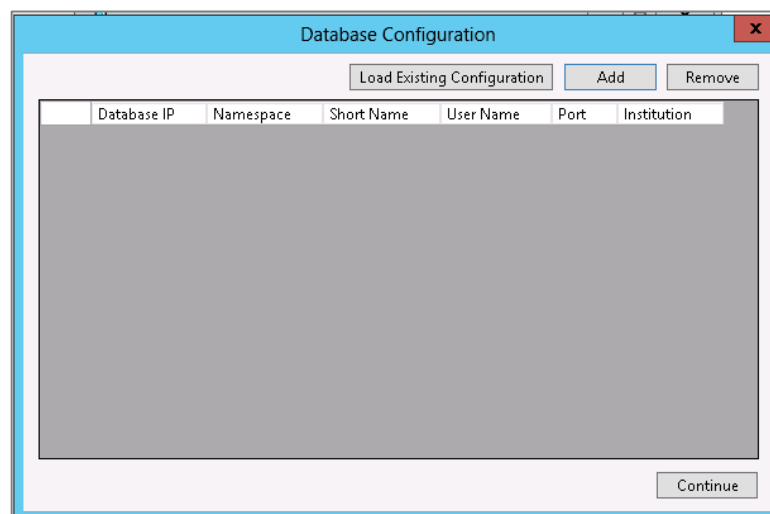 Database Configuration
x
Load Existing Configuration Add Remove
Database IP Namespace Short Name User Name Port Institution
Continue